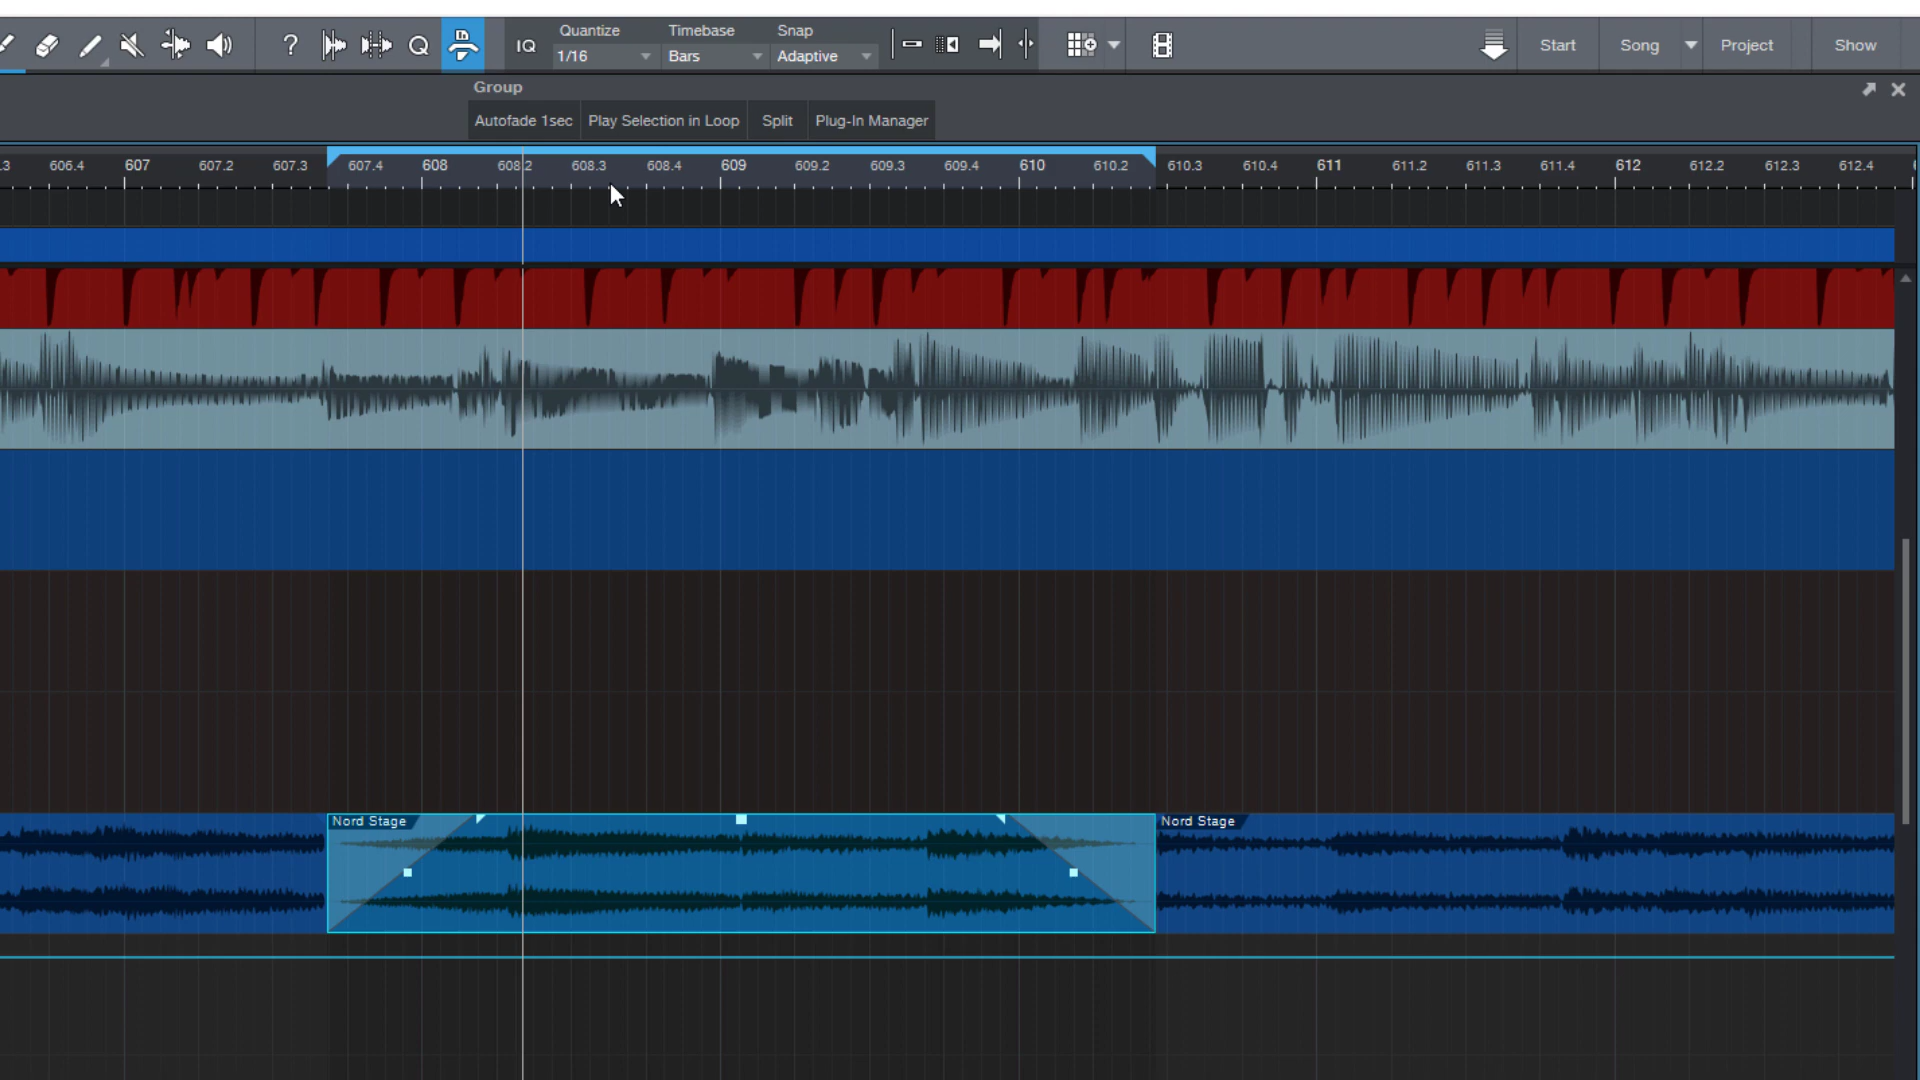 Quantize Timebase Snap
? Q IQ 1/16 Bars Adaptive Start Song Project Show
Group
Autofade 1sec Play Selection in Loop Split Plug-In Manager
.3 606.4 607 607.2 607.3 607.4 608 608.2 608.3 608.4 609 609.2 609.3 609.4 610 610.2 610.3 610.4 611 611.2 611.3 611.4 612 612.2 612.3 612.4
Nord Stage Nord Stage